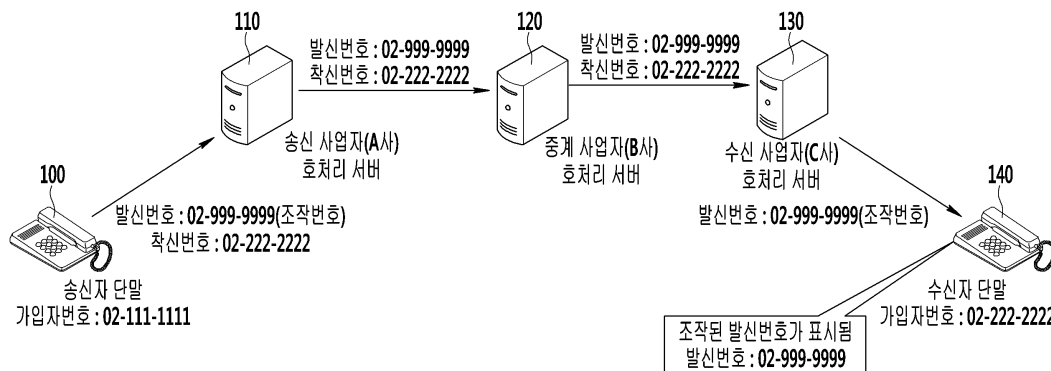 110
발신번호 : 02-999-9999
착신번호 : 02-222-2222
120
발신번호 : 02-999-9999
착신번호 : 02-222-2222
130
송신 사업자(A사)
호처리 서버
중계 사업자(B사)
호처리 서버
수신 사업자(C사)
호처리 서버
100
발신번호 : 02-999-9999(조작번호)
착신번호 : 02-222-2222
발신번호 : 02-999-9999(조작번호)
140
송신자 단말
가입자번호 : 02-111-1111
수신자 단말
가입자번호 : 02-222-2222
조작된 발신번호가 표시됨
발신번호 : 02-999-9999